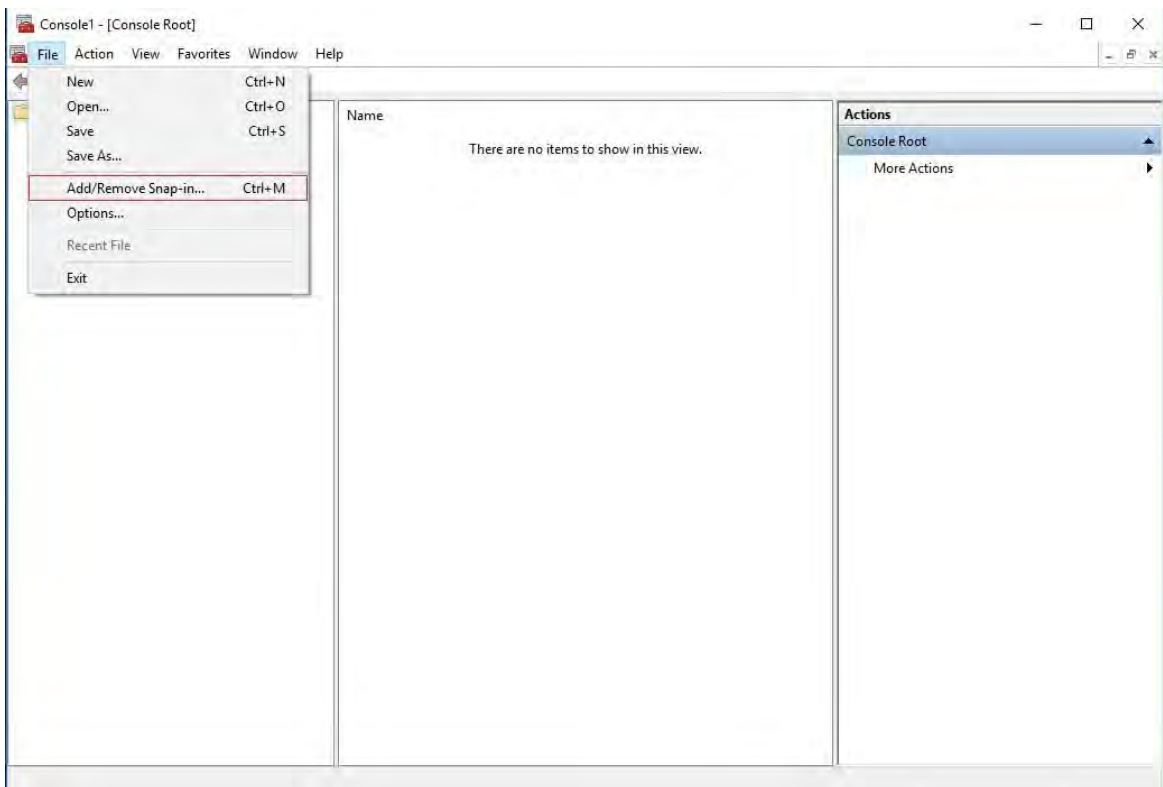 Console1 - [Console Root]
File Action View Favorites Window Help
New Ctrl+N
Open... Ctrl+O
Save Ctrl+S
Save As...
Add/Remove Snap-in... Ctrl+M
Options...
Recent File
Exit
Name
There are no items to show in this view.
Actions
Console Root
More Actions